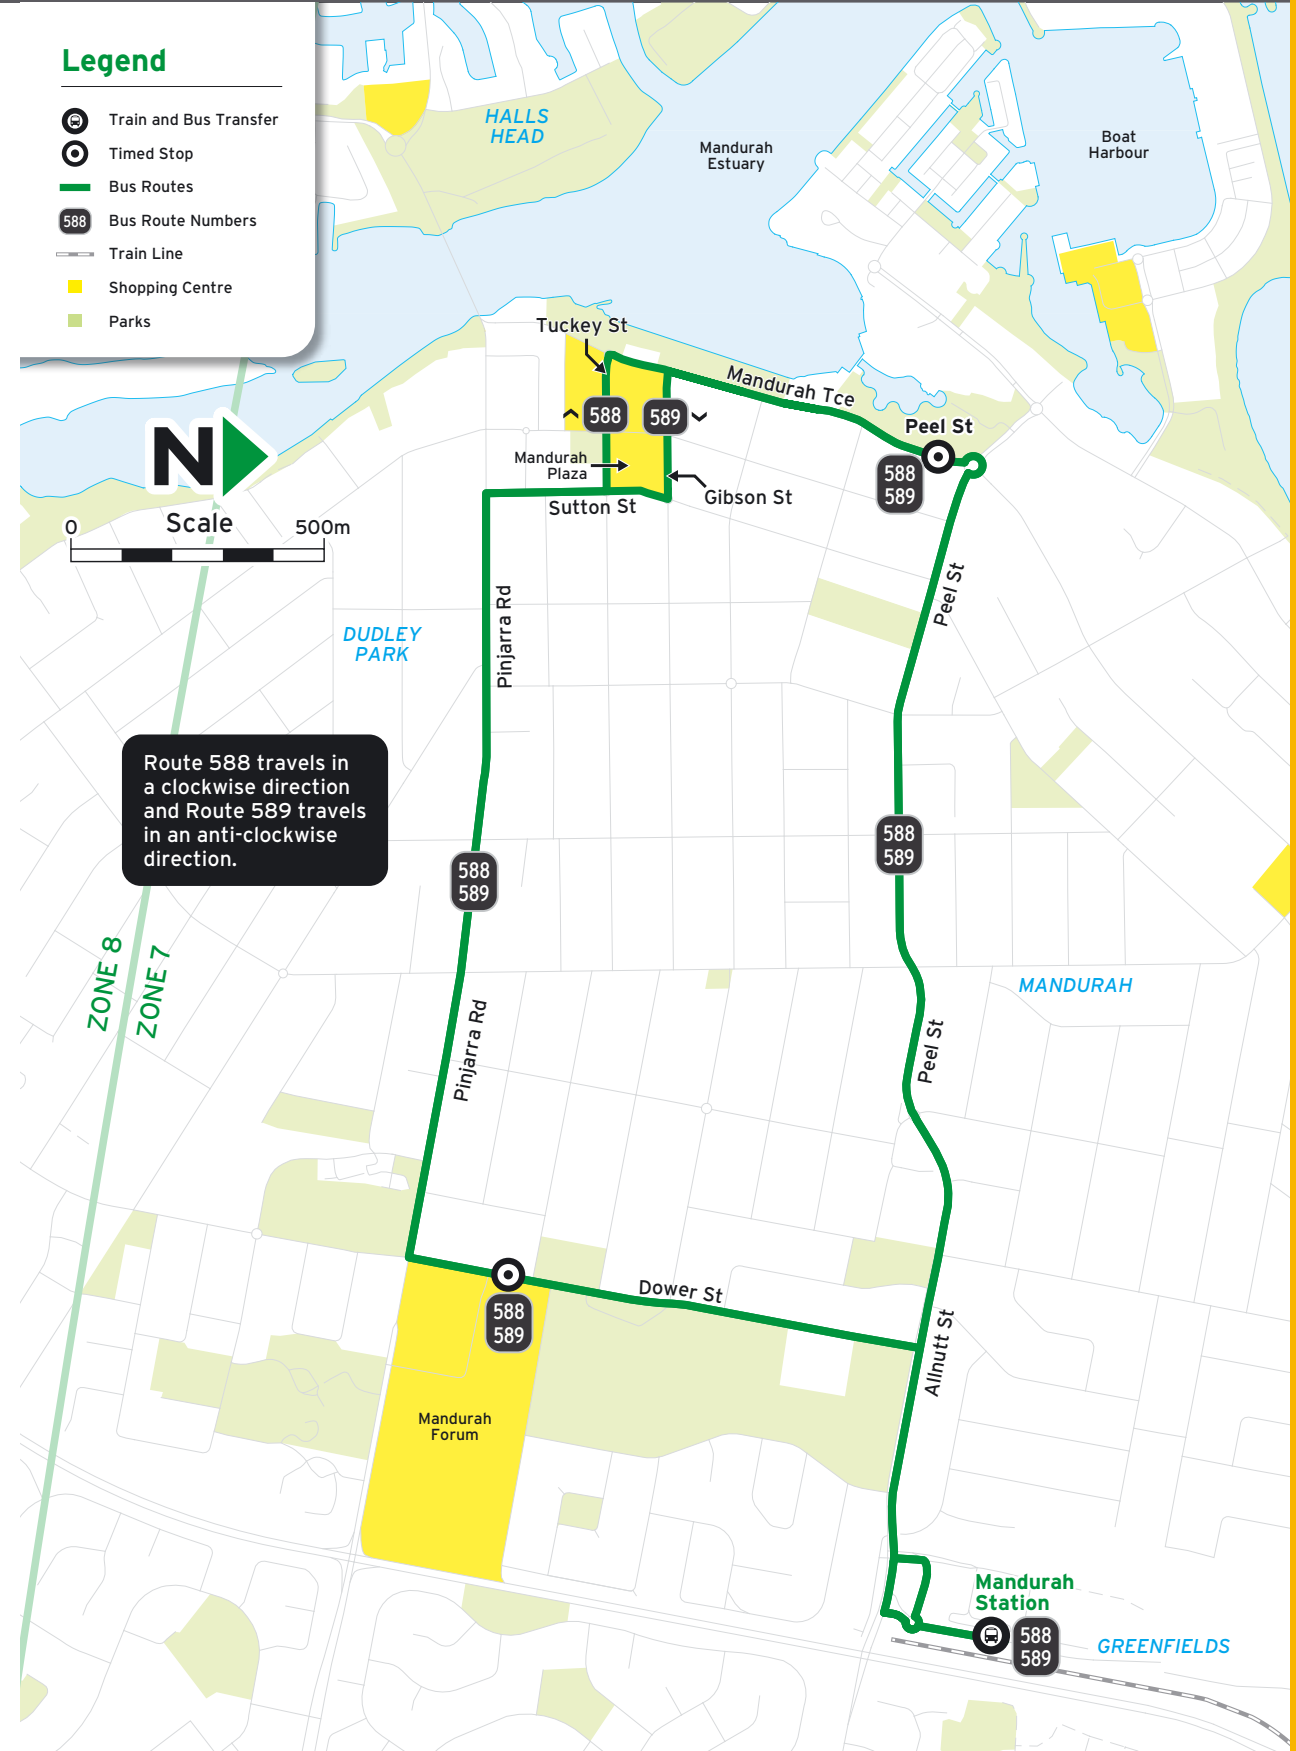 Legend
Train and Bus Transfer
Timed Stop
Bus Routes
588
Bus Route Numbers
Train Line
Shopping Centre
Parks
HALLS
HEAD
Mandurah
Estuary
Boat
Harbour
Tuckey St
Mandurah Tce
588
589
Peel St
588
589
Mandurah
Plaza
Gibson St
Sutton St
N
Scale
0
500m
Peel St
Pinjarra Rd
DUDLEY
PARK
Route 588 travels in
a clockwise direction
and Route 589 travels
in an anti-clockwise
direction.
588
589
588
589
ZONE 8
ZONE 7
MANDURAH
Pinjarra Rd
Peel St
Dower St
588
589
Allnutt St
Mandurah
Forum
Mandurah
Station
588
589
GREENFIELDS